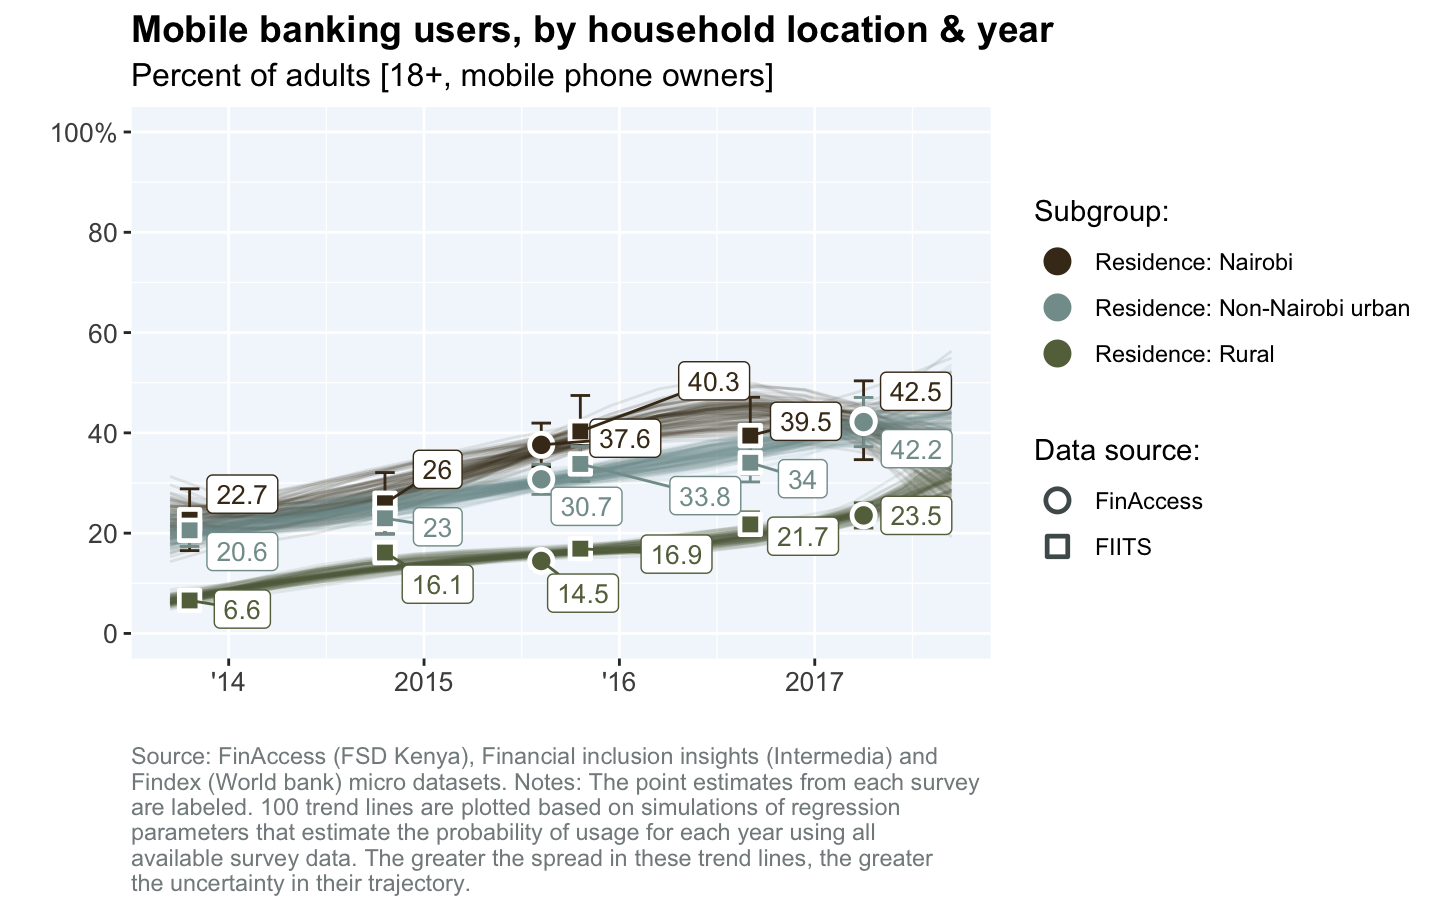 Mobile banking users, by household location & year
Percent of adults [18+, mobile phone owners]
100%
80
60
40
20
0
40.3
42.5
39.5
37.6
42.2
26
22.7
34
33.8
30.7
23
23.5
20.6
21.7
16.9
16.1
14.5
6.6
'14
2015
'16
2017
Subgroup:
Residence: Nairobi
Residence: Non-Nairobi urban
Residence: Rural
Data source:
FinAccess
FIITS
Source: FinAccess (FSD Kenya), Financial inclusion insights (Intermedia) and
Findex (World bank) micro datasets. Notes: The point estimates from each survey
are labeled. 100 trend lines are plotted based on simulations of regression
parameters that estimate the probability of usage for each year using all
available survey data. The greater the spread in these trend lines, the greater
the uncertainty in their trajectory.